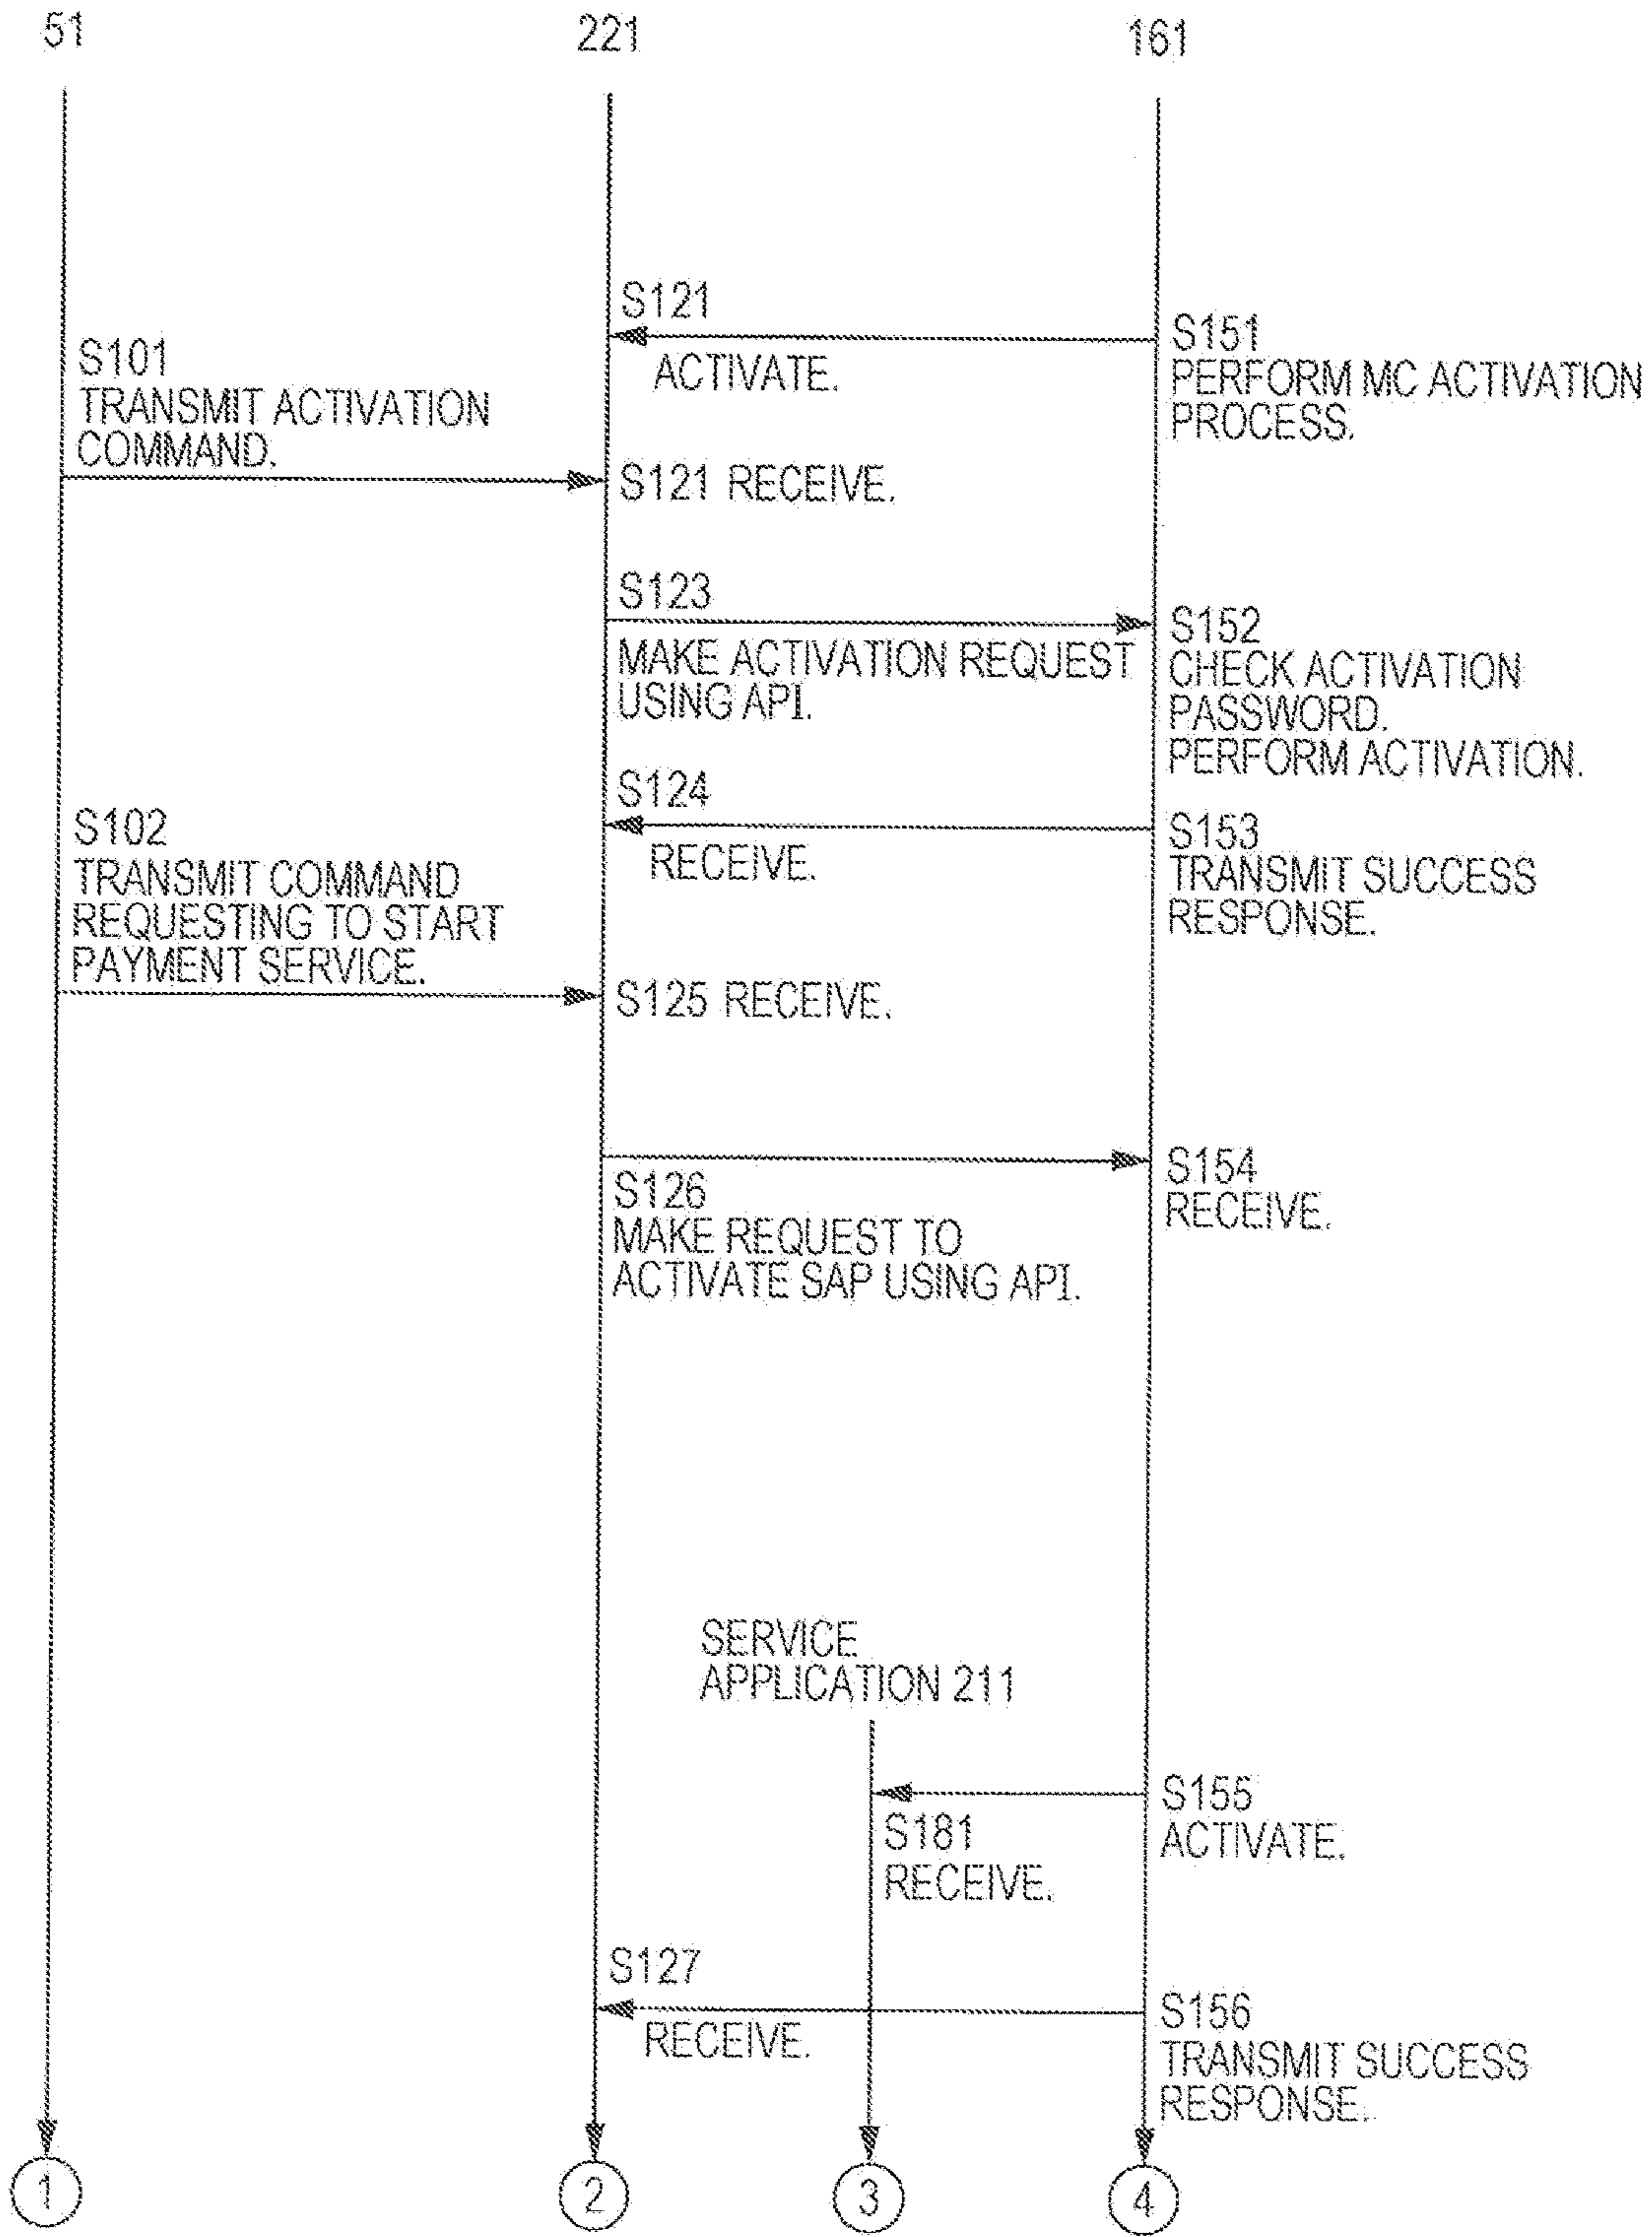 51
221
161
S121
ACTIVATE.
S151
PERFORM MC ACTIVATION
PROCESS.
S101
TRANSMIT ACTIVATION
COMMAND.
S121 RECEIVE.
S123
MAKE ACTIVATION REQUEST
USING API.
S152
CHECK ACTIVATION
PASSWORD.
PERFORM ACTIVATION.
S124
RECEIVE.
S153
TRANSMIT SUCCESS
RESPONSE.
S102
TRANSMIT COMMAND
REQUESTING TO START
PAYMENT SERVICE.
S125 RECEIVE.
S126
MAKE REQUEST TO
ACTIVATE SAP USING API.
S154
RECEIVE.
SERVICE
APPLICATION 211
S155
ACTIVATE.
S181
RECEIVE.
S127
RECEIVE.
S156
TRANSMIT SUCCESS
RESPONSE.
1
2
3
4